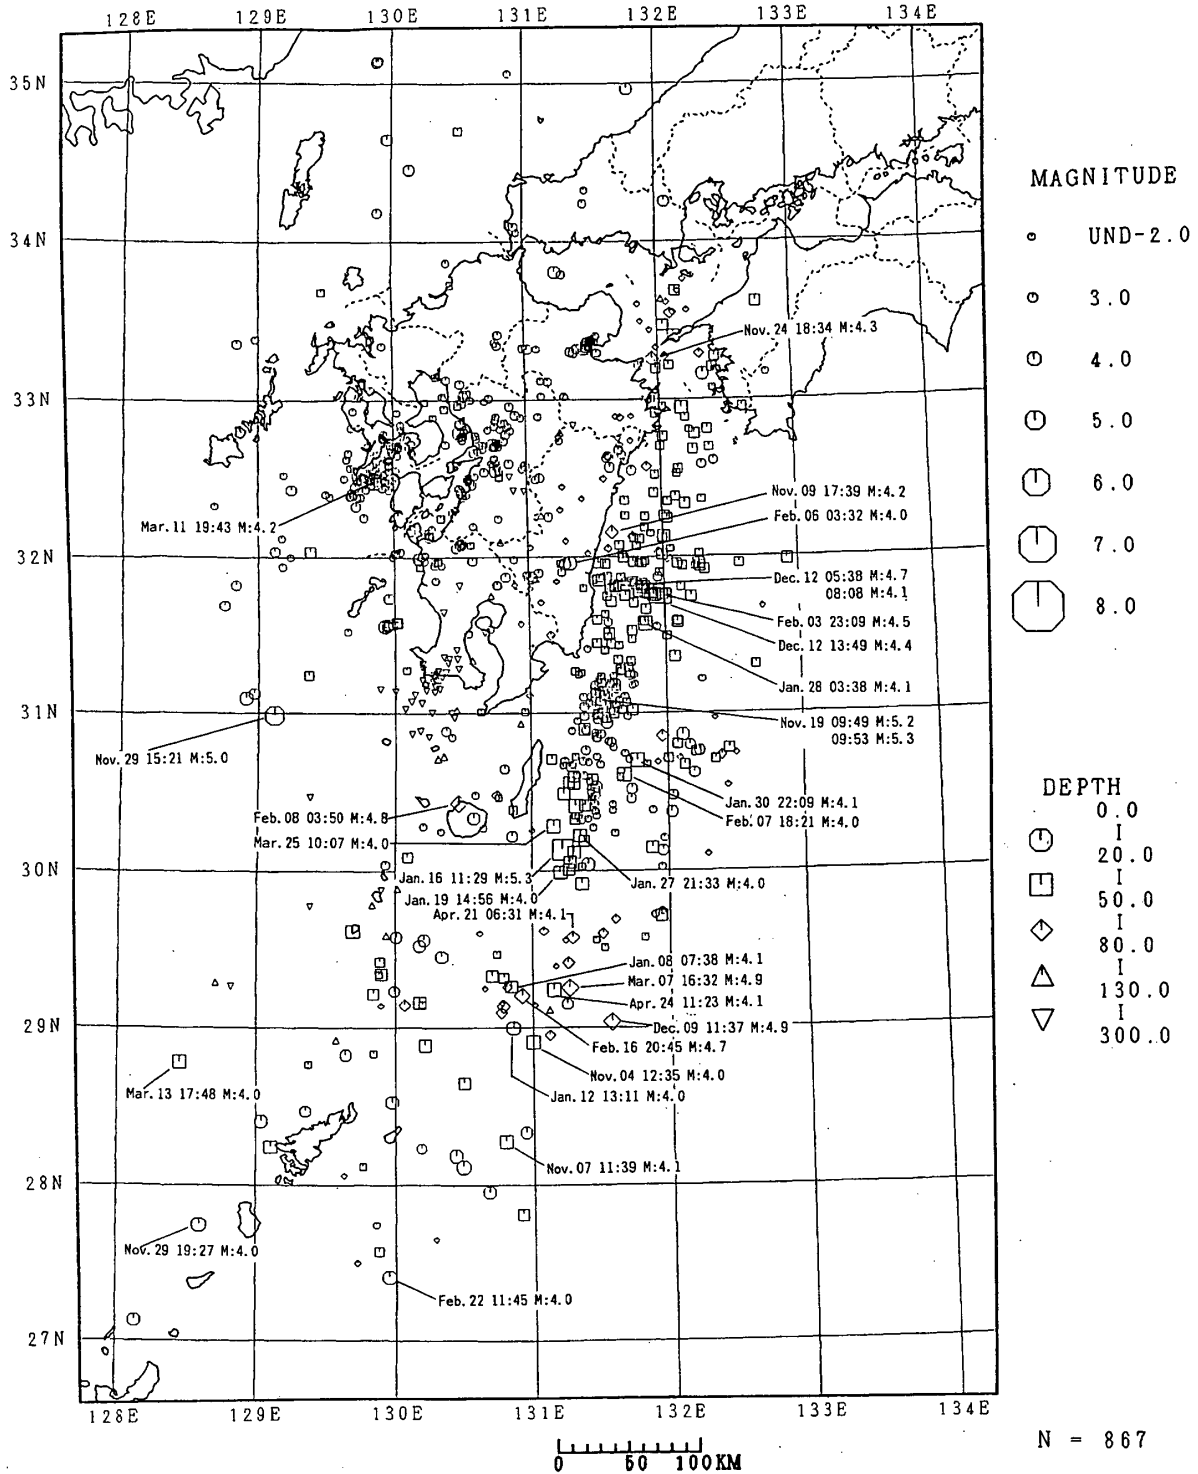 128E 129E 130E 131E 132E 133E 134E
35N
34N
33N
32N
31N
30N
29N
28N
27N
Nov. 24 18:34 M:4.3
Mar. 11 19:43 M:4.2
Nov. 09 17:39 M:4.2
Feb. 06 03:32 M:4.0
Dec. 12 05:38 M:4.7
08:08 M:4.1
Feb. 03 23:09 M:4.5
Dec. 12 13:49 M:4.4
Jan. 28 03:38 M:4.1
Nov. 19 09:49 M:5.2
09:53 M:5.3
Nov. 29 15:21 M:5.0
Jan. 30 22:09 M:4.1
Feb. 07 18:21 M:4.0
Feb. 08 03:50 M:4.8
Mar. 25 10:07 M:4.0
Jan. 16 11:29 M:5.3
Jan. 27 21:33 M:4.0
Jan. 19 14:56 M:4.0
Apr. 21 06:31 M:4.1
Jan. 08 07:38 M:4.1
Mar. 07 16:32 M:4.9
Apr. 24 11:23 M:4.1
Dec. 09 11:37 M:4.9
Feb. 16 20:45 M:4.7
Nov. 04 12:35 M:4.0
Mar. 13 17:48 M:4.0
Jan. 12 13:11 M:4.0
Nov. 07 11:39 M:4.1
Nov. 29 19:27 M:4.0
Feb. 22 11:45 M:4.0
128E 129E 130E 131E 132E 133E 134E
0 50 100KM
MAGNITUDE
UND-2.0
3.0
4.0
5.0
6.0
7.0
8.0
DEPTH
0.0
I
20.0
I
50.0
I
80.0
I
130.0
I
300.0
N = 867